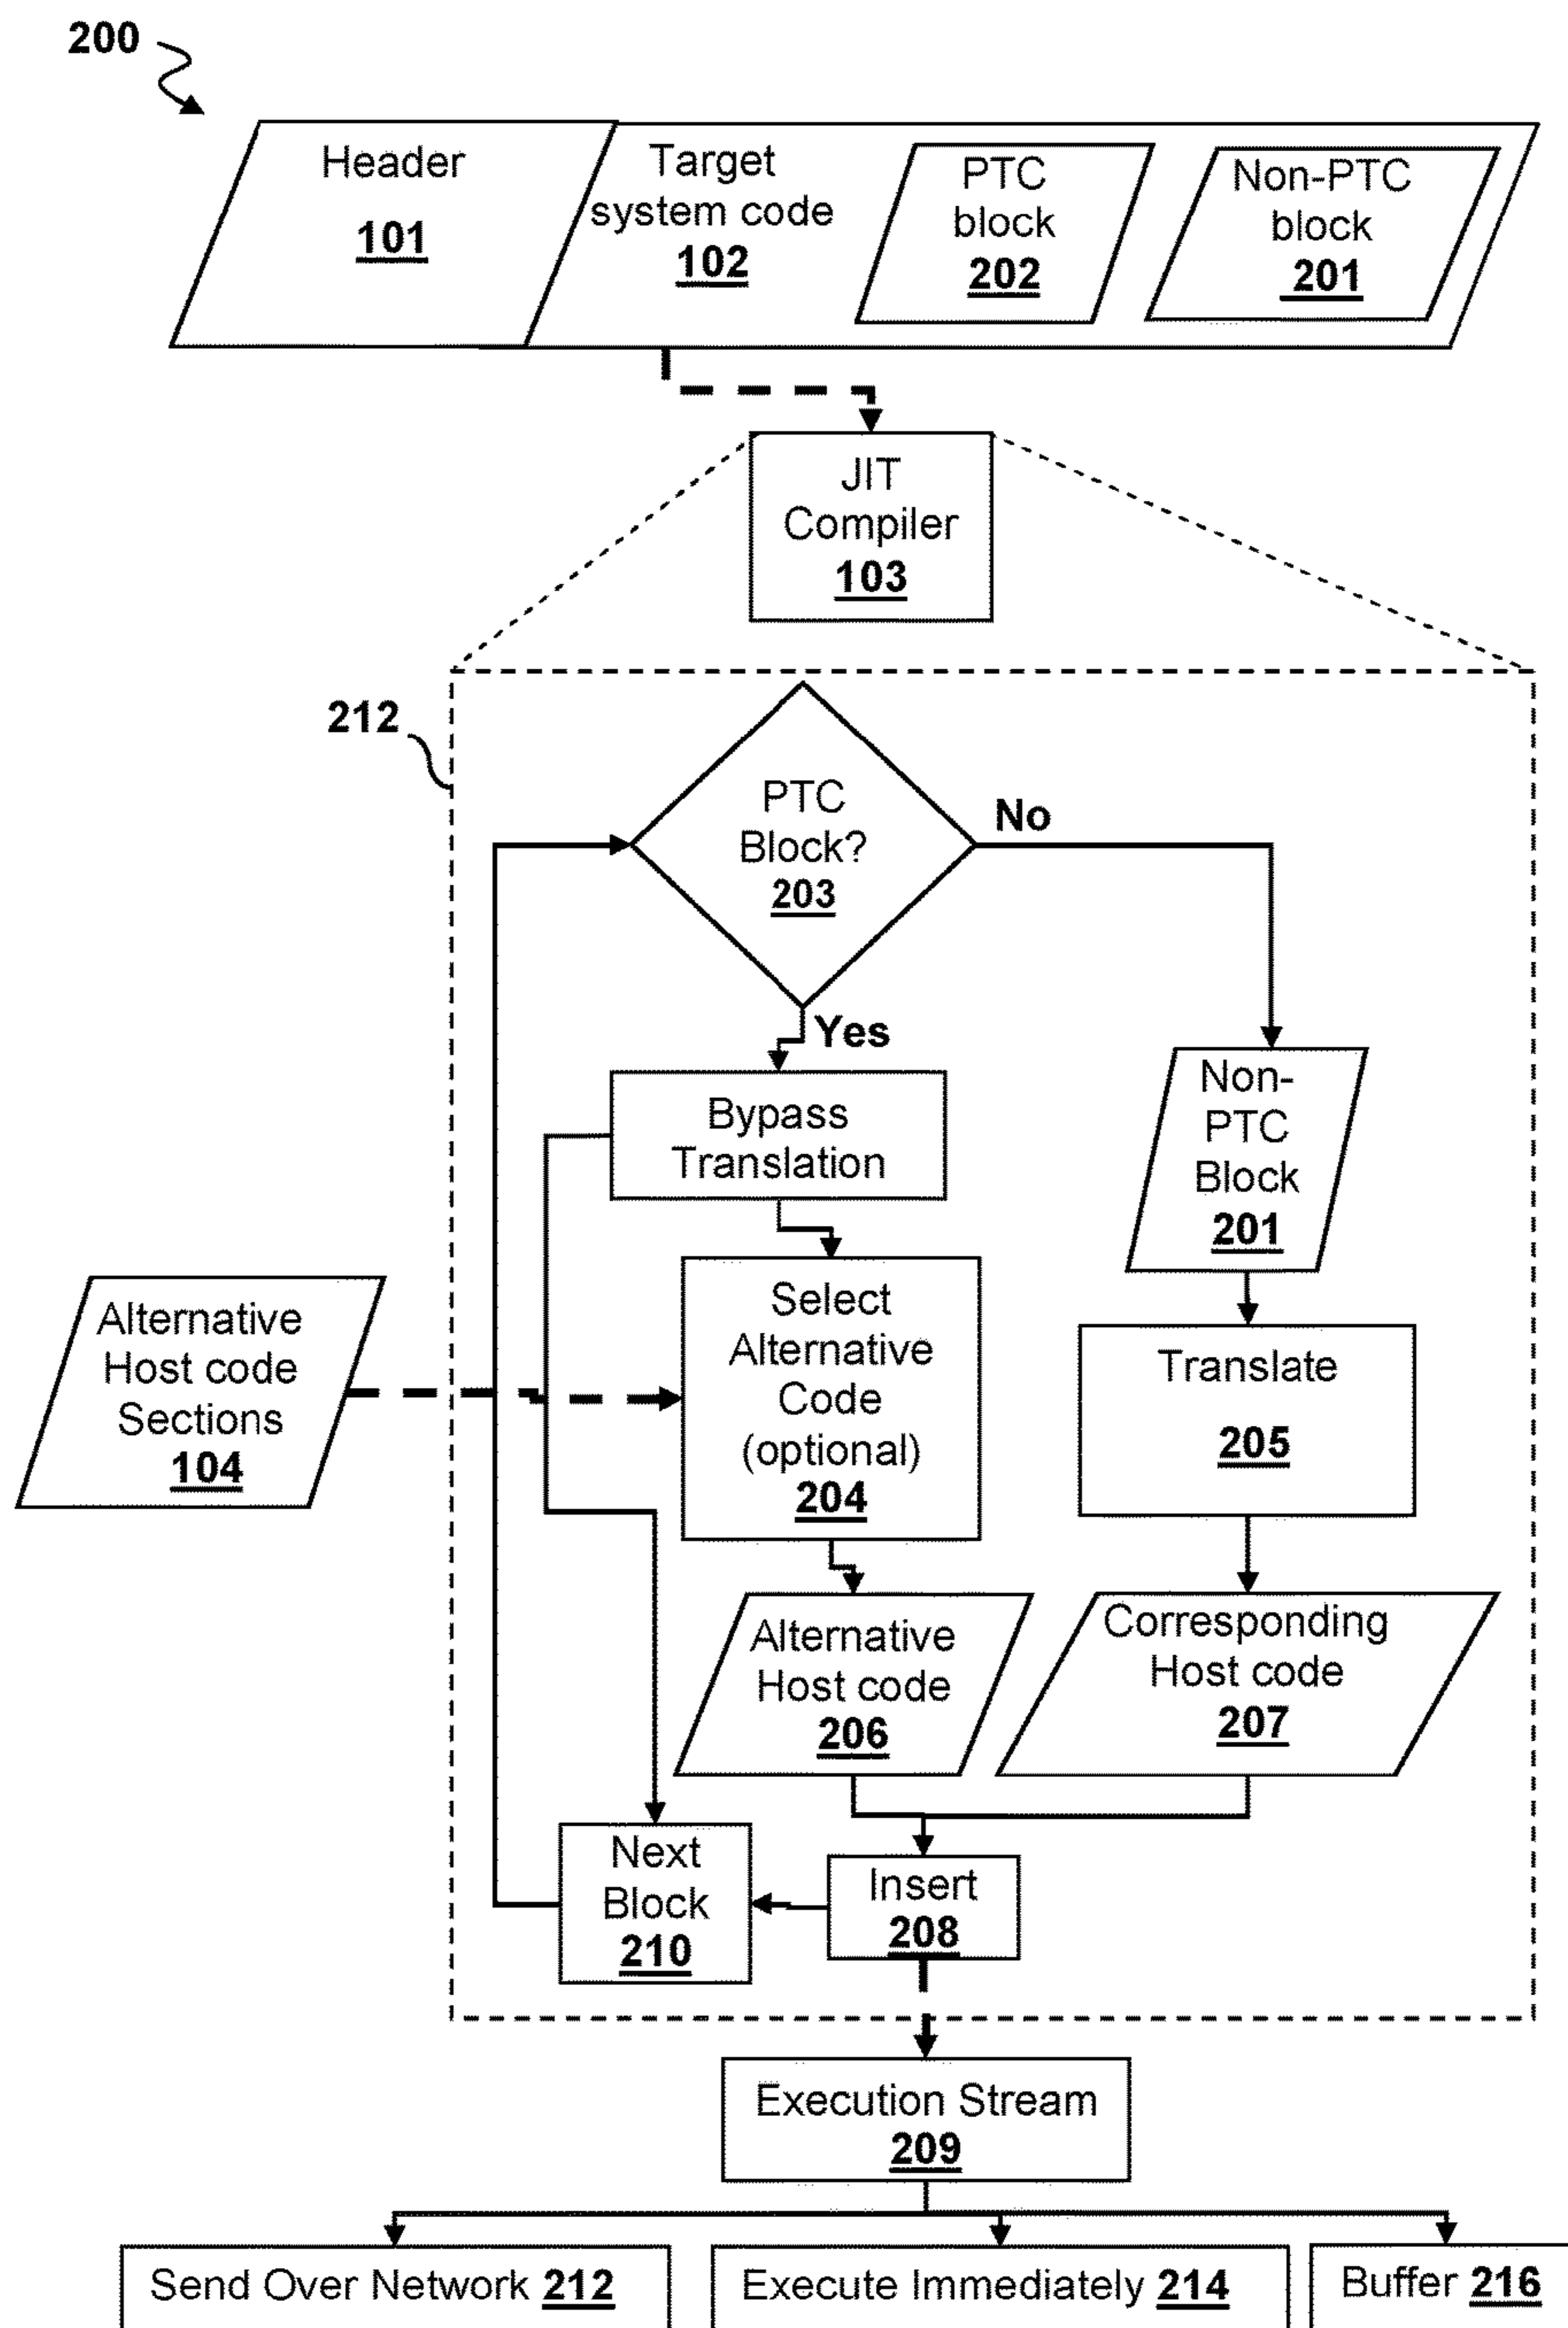 200
Header
101
Target
system code
102
PTC
block
202
Non-PTC
block
201
JIT
Compiler
103
212
PTC
Block?
203
No
Yes
Bypass
Translation
Non-
PTC
Block
201
Alternative
Host code
Sections
104
Select
Alternative
Code
(optional)
204
Translate
205
Alternative
Host code
206
Corresponding
Host code
207
Next
Block
210
Insert
208
Execution Stream
209
Send Over Network 212
Execute Immediately 214
Buffer 216